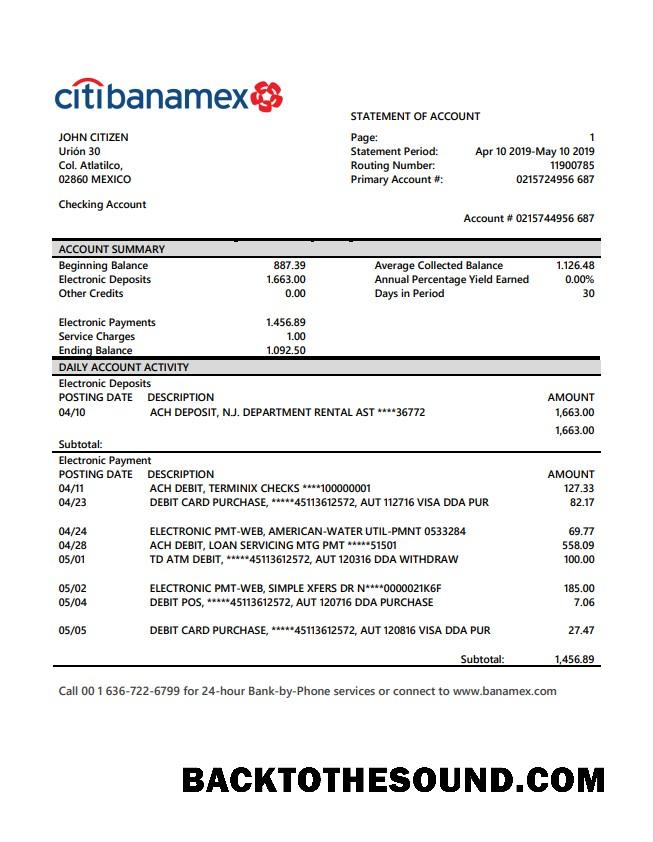 citibanamex
STATEMENT OF ACCOUNT
JOHN CITIZEN
Urión 30
Col. Atlatilco,
02860 MEXICO
Page: 1
Statement Period: Apr 10 2019-May 10 2019
Routing Number: 11900785
Primary Account #: 0215724956 687
Checking Account
Account # 0215744956 687
ACCOUNT SUMMARY
Beginning Balance 887.39 Average Collected Balance 1.126.48
Electronic Deposits 1.663.00 Annual Percentage Yield Earned 0.00%
Other Credits 0.00 Days in Period 30
Electronic Payments 1.456.89
Service Charges 1.00
Ending Balance 1.092.50
DAILY ACCOUNT ACTIVITY
Electronic Deposits
POSTING DATE DESCRIPTION AMOUNT
04/10 ACH DEPOSIT, N.J. DEPARTMENT RENTAL AST ****36772 1,663.00
1,663.00
Subtotal:
Electronic Payment
POSTING DATE DESCRIPTION AMOUNT
04/11 ACH DEBIT, TERMINIX CHECKS ****100000001 127.33
04/23 DEBIT CARD PURCHASE, *****45113612572, AUT 112716 VISA DDA PUR 82.17
04/24 ELECTRONIC PMT-WEB, AMERICAN-WATER UTIL-PMNT 0533284 69.77
04/28 ACH DEBIT, LOAN SERVICING MTG PMT *****51501 558.09
05/01 TD ATM DEBIT, *****45113612572, AUT 120316 DDA WITHDRAW 100.00
05/02 ELECTRONIC PMT-WEB, SIMPLE XFERS DR N****0000021K6F 185.00
05/04 DEBIT POS, *****45113612572, AUT 120716 DDA PURCHASE 7.06
05/05 DEBIT CARD PURCHASE, *****45113612572, AUT 120816 VISA DDA PUR 27.47
Subtotal: 1,456.89
Call 00 1 636-722-6799 for 24-hour Bank-by-Phone services or connect to www.banamex.com
BACKTOTHESOUND.COM